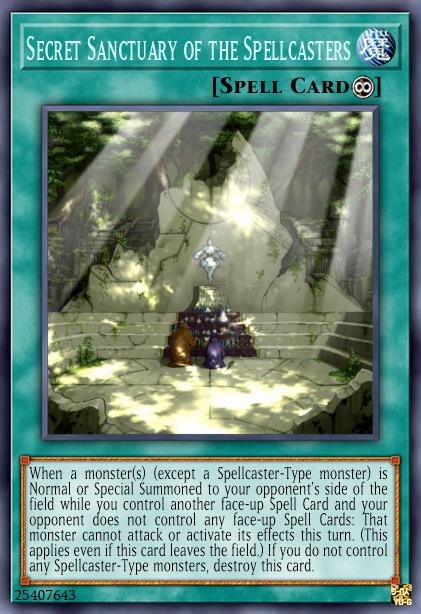 Secret Sanctuary of the Spellcasters
魔
[Spell Card]
When a monster(s) (except a Spellcaster-Type monster) is
Normal or Special Summoned to your opponent's side of the
field while you control another face-up Spell Card and your
opponent does not control any face-up Spell Cards: That
monster cannot attack or activate its effects this turn. (This
applies even if this card leaves the field.) If you do not control
any Spellcaster-Type monsters, destroy this card.
25407643